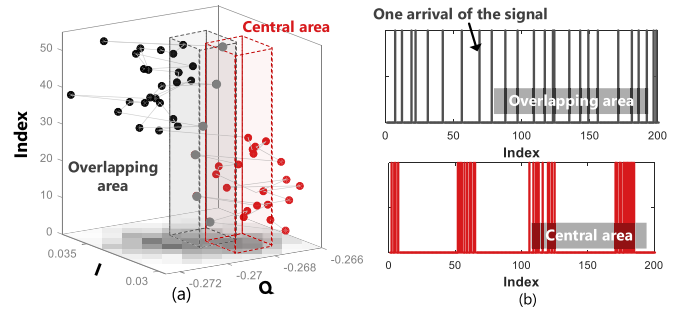 One arrival of the signal
Central area
Overlapping area
Index
50
40
30
20
10
0
0.035
0.03
I
-0.272
-0.27
-0.268
-0.266
Q
(a)
Overlapping area
0
50
100
150
200
Index
Central area
0
50
100
150
200
Index
(b)